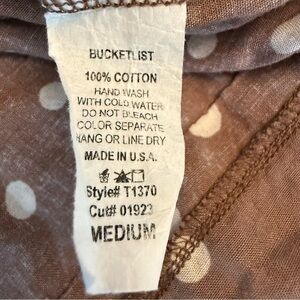 BUCKETLIST
100% COTTON
HAND WASH
WITH COLD WATER
DO NOT BLEACH
COLOR SEPARATE
HANG OR LINE DRY
MADE IN U.S.A.
Style# T1370
Cut# 01923
MEDIUM